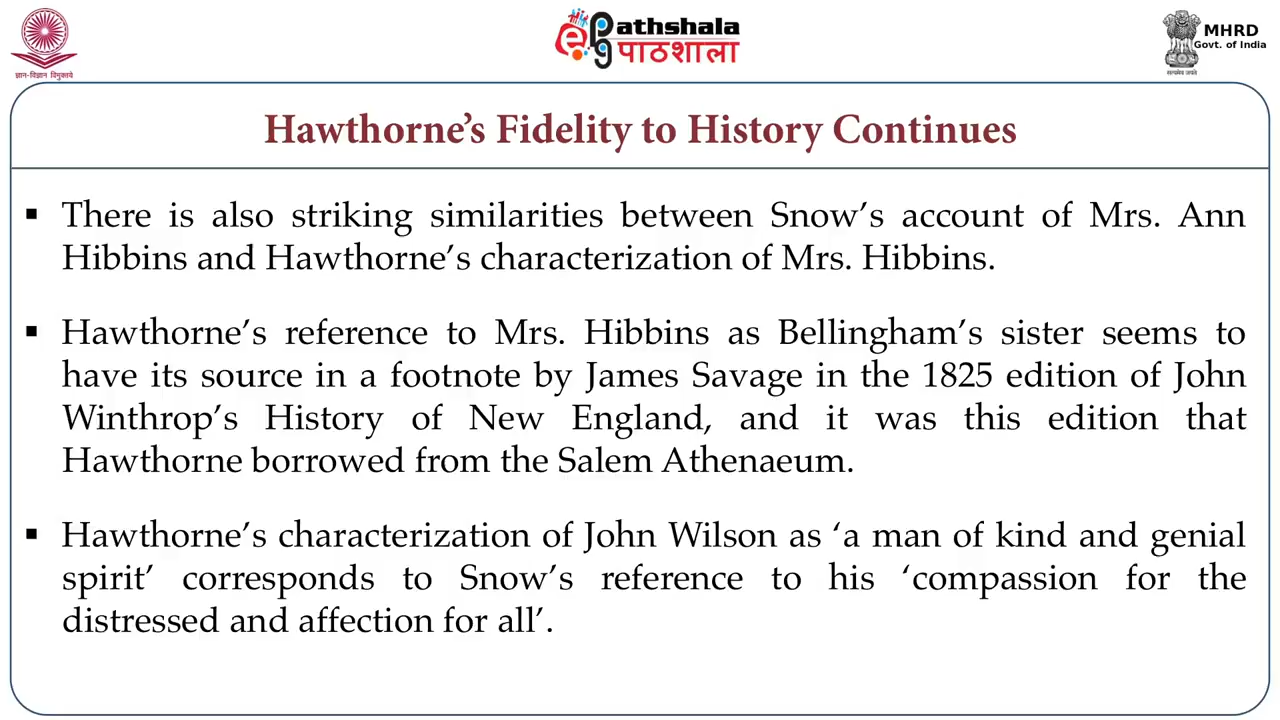 ज्ञान-विज्ञान विमुक्तये
ePG Pathshala
पाठशाला
MHRD
Govt. of India
सत्यमेव जयते
Hawthorne’s Fidelity to History Continues
▪ There is also striking similarities between Snow’s account of Mrs. Ann
Hibbins and Hawthorne’s characterization of Mrs. Hibbins.
▪ Hawthorne’s reference to Mrs. Hibbins as Bellingham’s sister seems to
have its source in a footnote by James Savage in the 1825 edition of John
Winthrop’s History of New England, and it was this edition that
Hawthorne borrowed from the Salem Athenaeum.
▪ Hawthorne’s characterization of John Wilson as ‘a man of kind and genial
spirit’ corresponds to Snow’s reference to his ‘compassion for the
distressed and affection for all’.